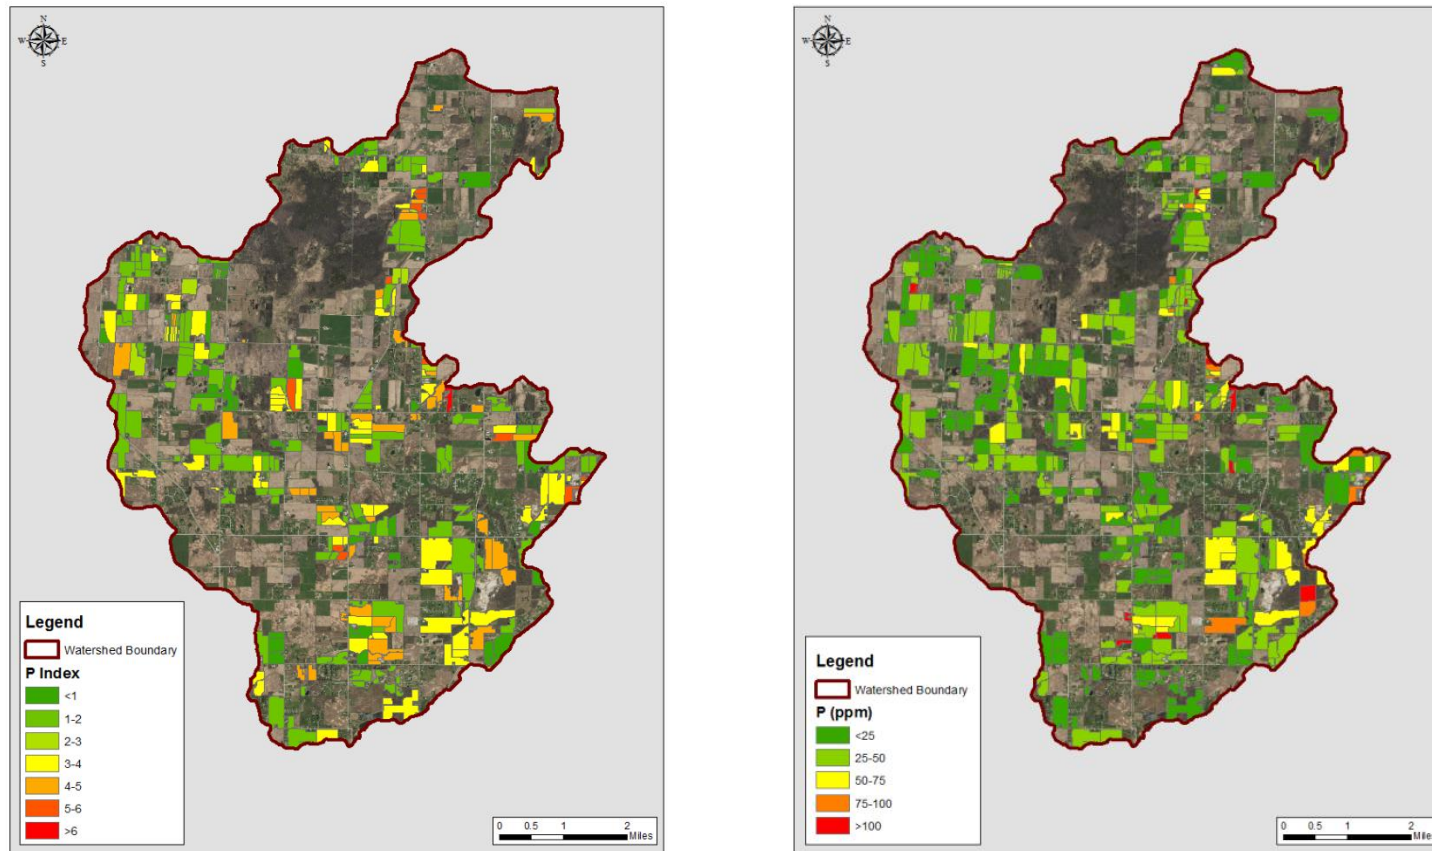 N
W E
S
Legend
Watershed Boundary
P Index
<1
1-2
2-3
3-4
4-5
5-6
>6
0 0.5 1 2
Miles
N
W E
S
Legend
Watershed Boundary
P (ppm)
<25
25-50
50-75
75-100
>100
0 0.5 1 2
Miles